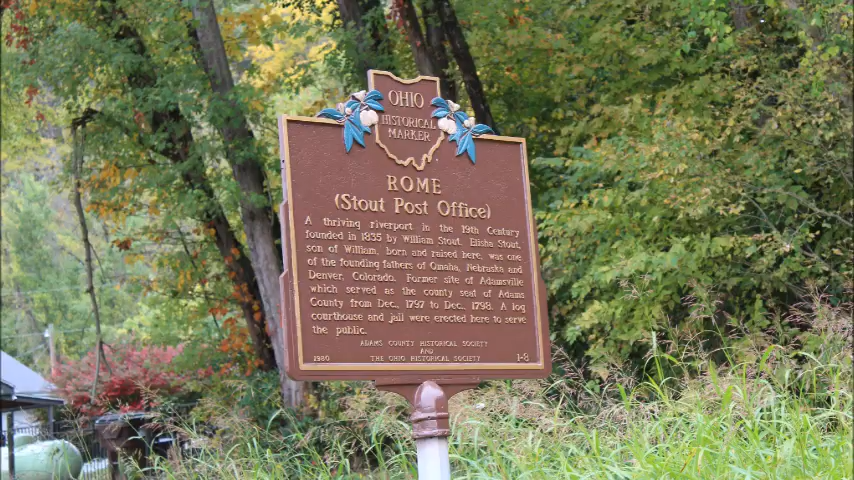 OHIO
HISTORICAL
MARKER
ROME
(Stout Post Office)
A thriving riverport in the 19th Century
founded in 1835 by William Stout. Elisha Stout,
son of William, born and raised here, was one
of the founding fathers of Omaha, Nebraska and
Denver, Colorado. Former site of Adamsville
which served as the county seat of Adams
County from Dec., 1797 to Dec., 1798. A log
courthouse and jail were erected here to serve
the public.
ADAMS COUNTY HISTORICAL SOCIETY
AND
1980 THE OHIO HISTORICAL SOCIETY 1-8